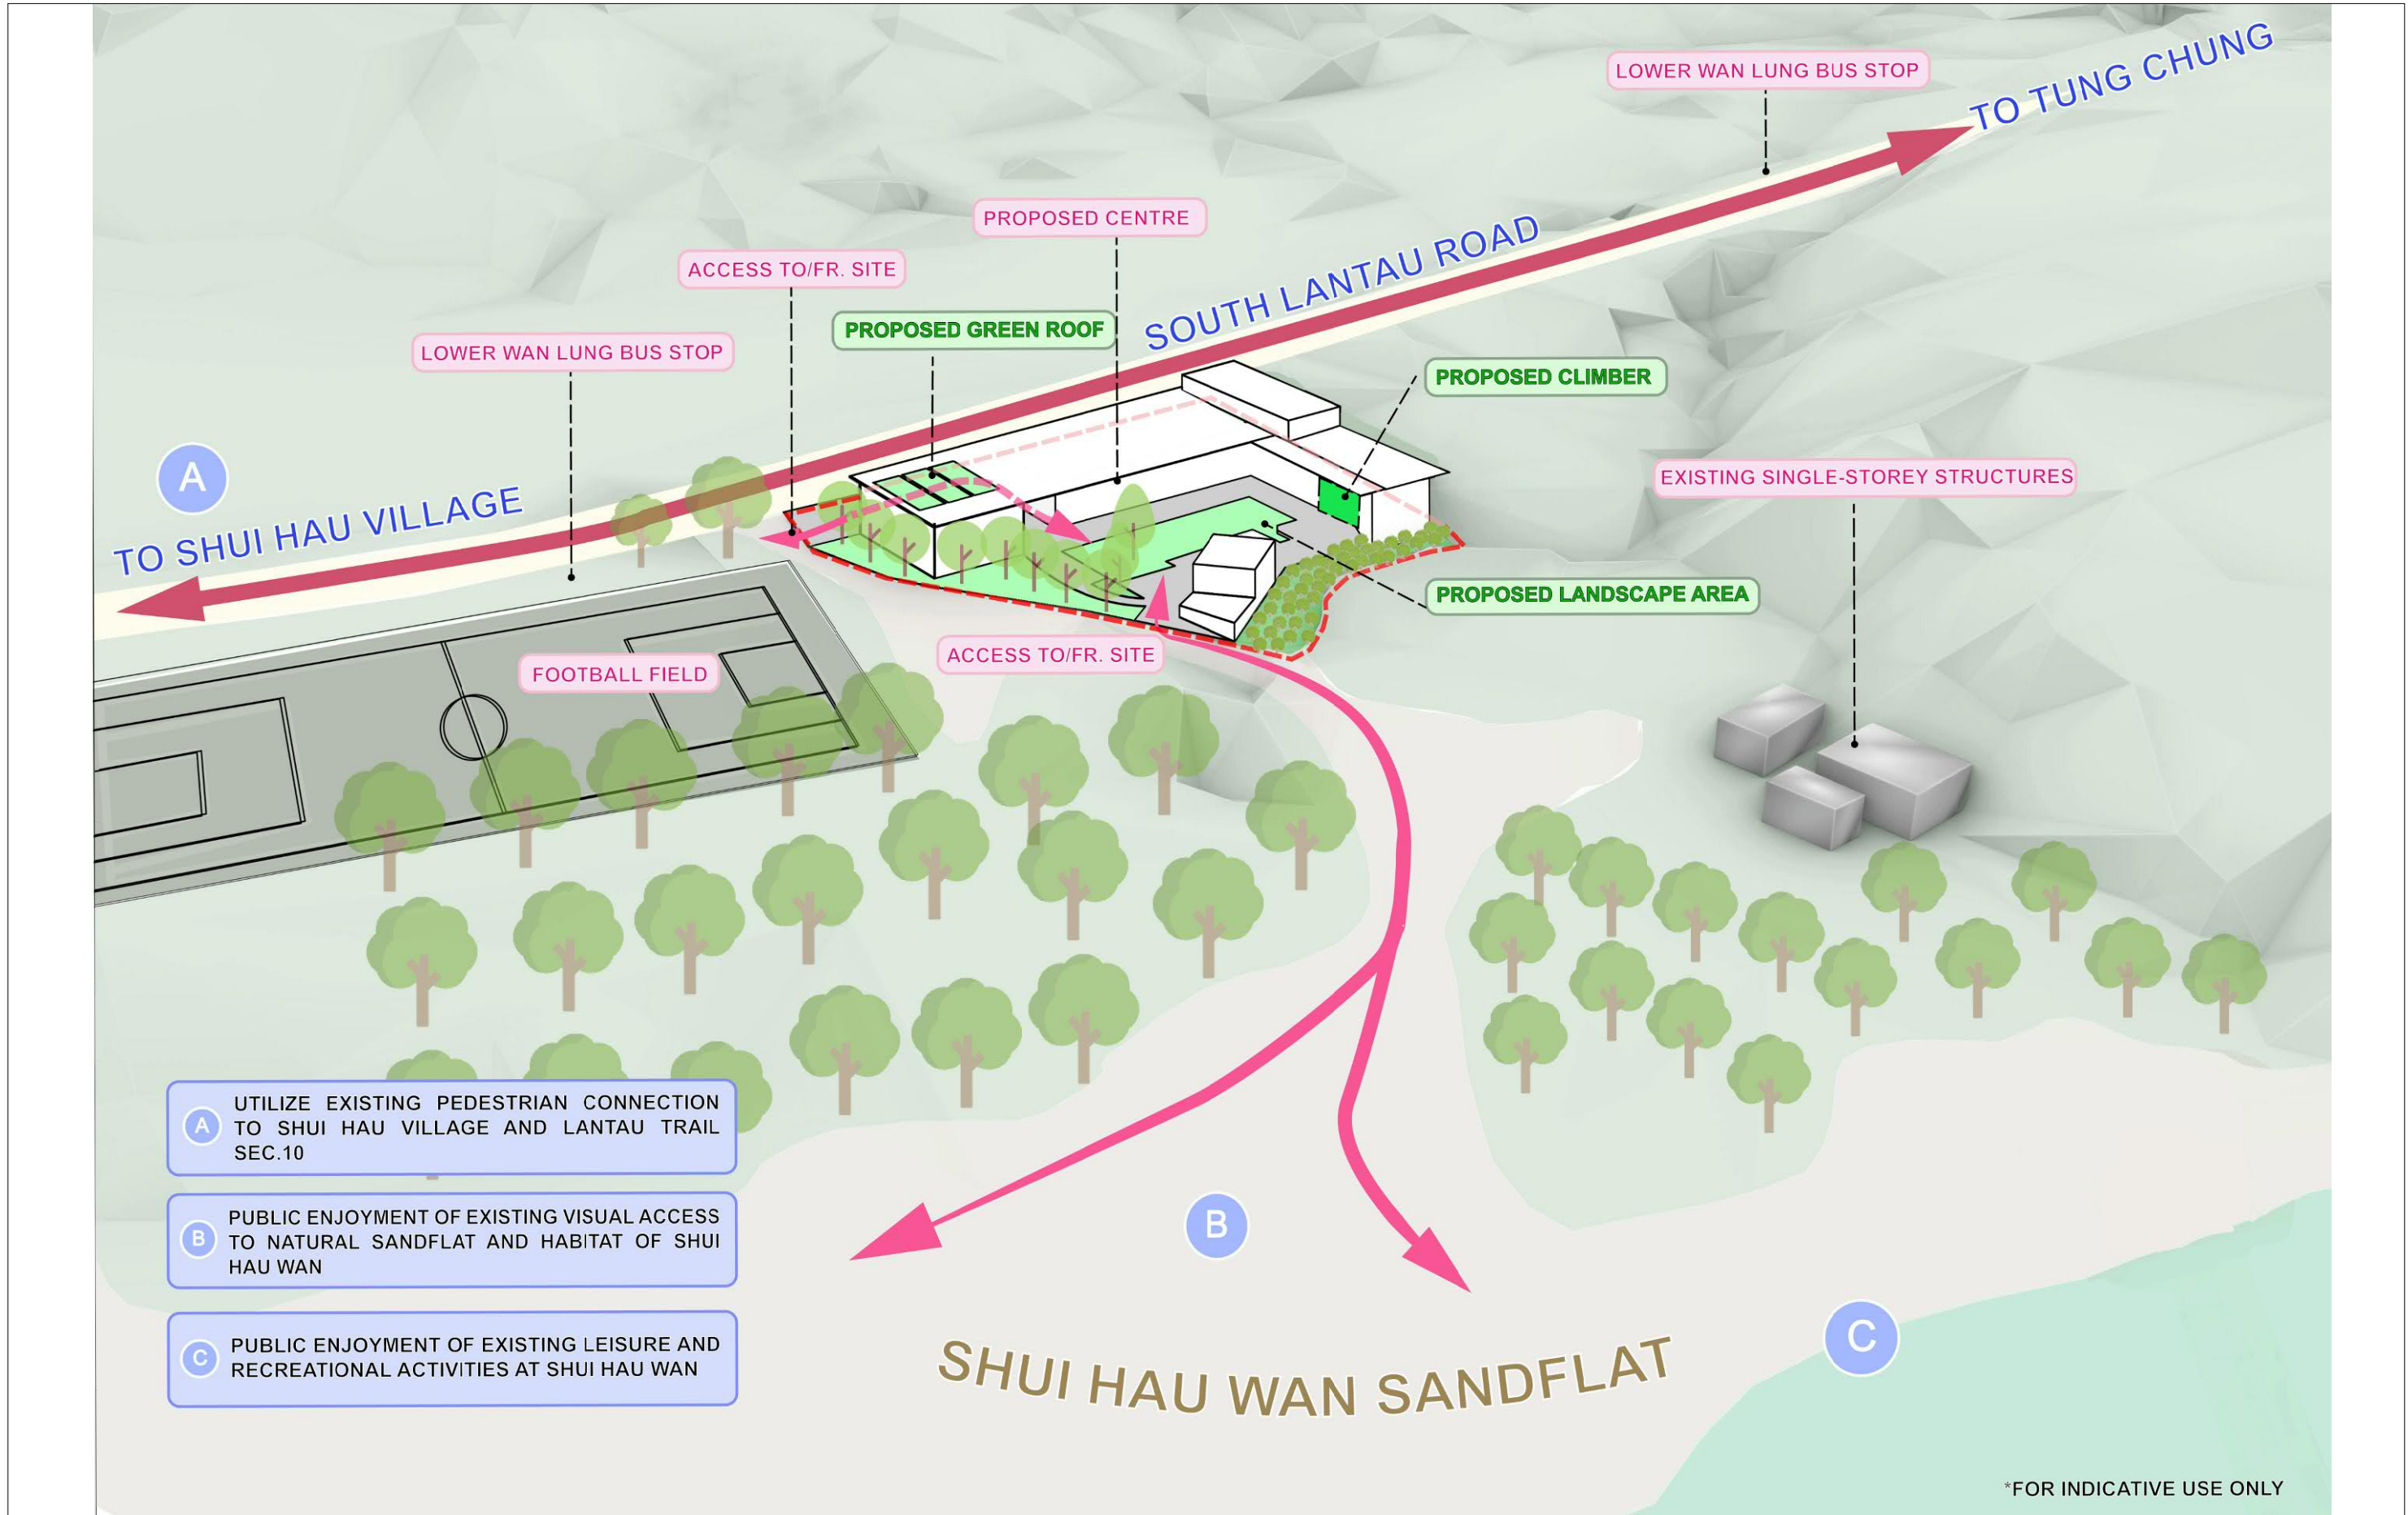 LOWER WAN LUNG BUS STOP
TO TUNG CHUNG
PROPOSED CENTRE
SOUTH LANTAU ROAD
ACCESS TO/FR. SITE
PROPOSED GREEN ROOF
LOWER WAN LUNG BUS STOP
PROPOSED CLIMBER
A
EXISTING SINGLE-STOREY STRUCTURES
TO SHUI HAU VILLAGE
PROPOSED LANDSCAPE AREA
ACCESS TO/FR. SITE
FOOTBALL FIELD
A
UTILIZE EXISTING PEDESTRIAN CONNECTION
TO SHUI HAU VILLAGE AND LANTAU TRAIL
SEC.10
B
PUBLIC ENJOYMENT OF EXISTING VISUAL ACCESS
TO NATURAL SANDFLAT AND HABITAT OF SHUI
HAU WAN
B
C
PUBLIC ENJOYMENT OF EXISTING LEISURE AND
RECREATIONAL ACTIVITIES AT SHUI HAU WAN
C
SHUI HAU WAN SANDFLAT
*FOR INDICATIVE USE ONLY